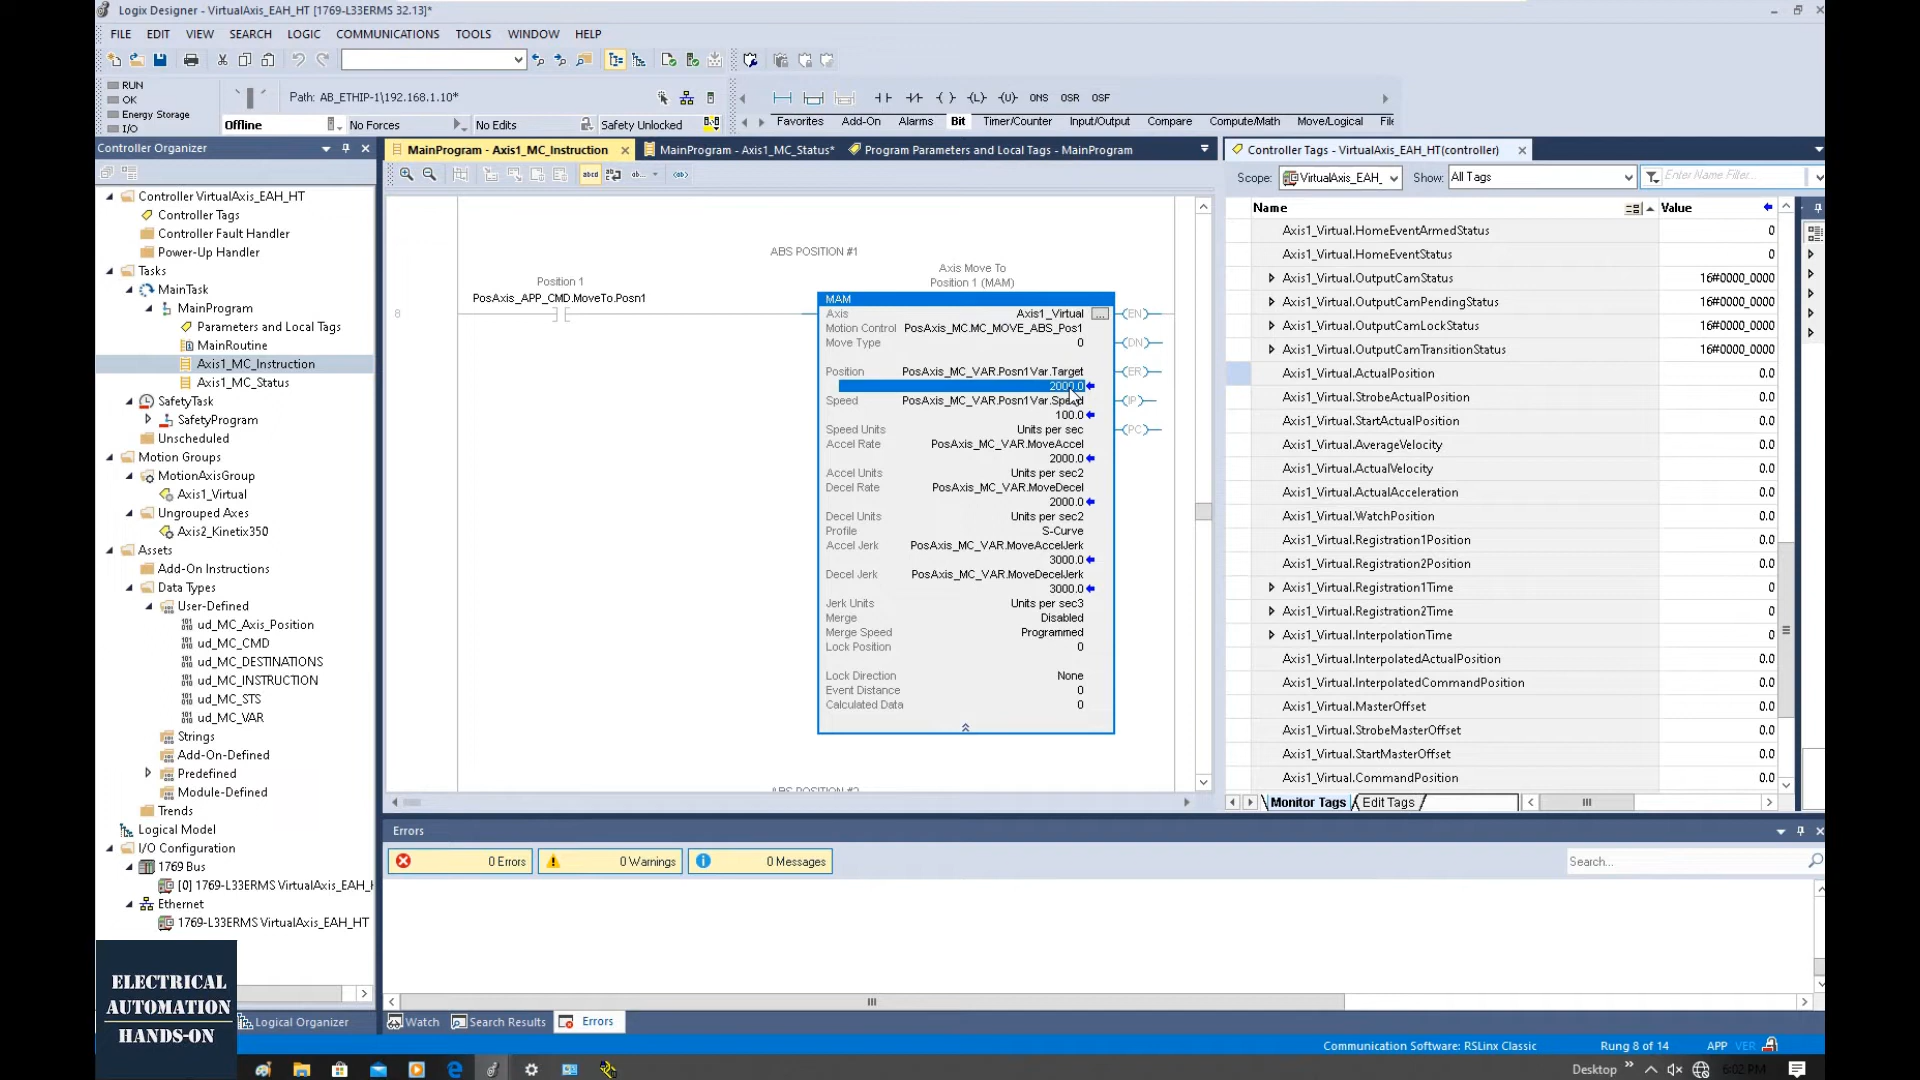 Logix Designer - VirtualAxis_EAH_HT [1769-L33ERMS 32.13]*
FILE EDIT VIEW SEARCH LOGIC COMMUNICATIONS TOOLS WINDOW HELP
RUN
OK
Energy Storage
I/O
Path: AB_ETHIP-1\192.168.1.10*
Offline
No Forces
No Edits
Safety Unlocked
ONS OSR OSF
Favorites Add-On Alarms Bit Timer/Counter Input/Output Compare Compute/Math Move/Logical File
Controller Organizer
Controller VirtualAxis_EAH_HT
Controller Tags
Controller Fault Handler
Power-Up Handler
Tasks
MainTask
MainProgram
Parameters and Local Tags
MainRoutine
Axis1_MC_Instruction
Axis1_MC_Status
SafetyTask
SafetyProgram
Unscheduled
Motion Groups
MotionAxisGroup
Axis1_Virtual
Ungrouped Axes
Axis2_Kinetix350
Assets
Add-On Instructions
Data Types
User-Defined
ud_MC_Axis_Position
ud_MC_CMD
ud_MC_DESTINATIONS
ud_MC_INSTRUCTION
ud_MC_STS
ud_MC_VAR
Strings
Add-On-Defined
Predefined
Module-Defined
Trends
Logical Model
I/O Configuration
1769 Bus
[0] 1769-L33ERMS VirtualAxis_EAH_H
Ethernet
1769-L33ERMS VirtualAxis_EAH_HT
ELECTRICAL
AUTOMATION
HANDS-ON
Logical Organizer
MainProgram - Axis1_MC_Instruction
MainProgram - Axis1_MC_Status*
Program Parameters and Local Tags - MainProgram
ABS POSITION #1
Position 1
PosAxis_APP_CMD.MoveTo.Posn1
8
Axis Move To
Position 1 (MAM)
MAM
Axis Axis1_Virtual ... EN
Motion Control PosAxis_MC.MC_MOVE_ABS_Pos1
Move Type 0 DN
Position PosAxis_MC_VAR.Posn1Var.Target ER
2000.0
Speed PosAxis_MC_VAR.Posn1Var.Speed IP
100.0
Speed Units Units per sec PC
Accel Rate PosAxis_MC_VAR.MoveAccel
2000.0
Accel Units Units per sec2
Decel Rate PosAxis_MC_VAR.MoveDecel
2000.0
Decel Units Units per sec2
Profile S-Curve
Accel Jerk PosAxis_MC_VAR.MoveAccelJerk
3000.0
Decel Jerk PosAxis_MC_VAR.MoveDecelJerk
3000.0
Jerk Units Units per sec3
Merge Disabled
Merge Speed Programmed
Lock Position 0
Lock Direction None
Event Distance 0
Calculated Data 0
ABS POSITION #2
Controller Tags - VirtualAxis_EAH_HT(controller)
Scope: VirtualAxis_EAH_ Show: All Tags Enter Name Filter...
Name Value
Axis1_Virtual.HomeEventArmedStatus 0
Axis1_Virtual.HomeEventStatus 0
Axis1_Virtual.OutputCamStatus 16#0000_0000
Axis1_Virtual.OutputCamPendingStatus 16#0000_0000
Axis1_Virtual.OutputCamLockStatus 16#0000_0000
Axis1_Virtual.OutputCamTransitionStatus 16#0000_0000
Axis1_Virtual.ActualPosition 0.0
Axis1_Virtual.StrobeActualPosition 0.0
Axis1_Virtual.StartActualPosition 0.0
Axis1_Virtual.AverageVelocity 0.0
Axis1_Virtual.ActualVelocity 0.0
Axis1_Virtual.ActualAcceleration 0.0
Axis1_Virtual.WatchPosition 0.0
Axis1_Virtual.Registration1Position 0.0
Axis1_Virtual.Registration2Position 0.0
Axis1_Virtual.Registration1Time 0
Axis1_Virtual.Registration2Time 0
Axis1_Virtual.InterpolationTime 0
Axis1_Virtual.InterpolatedActualPosition 0.0
Axis1_Virtual.InterpolatedCommandPosition 0.0
Axis1_Virtual.MasterOffset 0.0
Axis1_Virtual.StrobeMasterOffset 0.0
Axis1_Virtual.StartMasterOffset 0.0
Axis1_Virtual.CommandPosition 0.0
Monitor Tags Edit Tags
Errors
0 Errors 0 Warnings 0 Messages
Search...
Watch Search Results Errors
Communication Software: RSLinx Classic Rung 8 of 14 APP VER
Desktop 6:02 PM